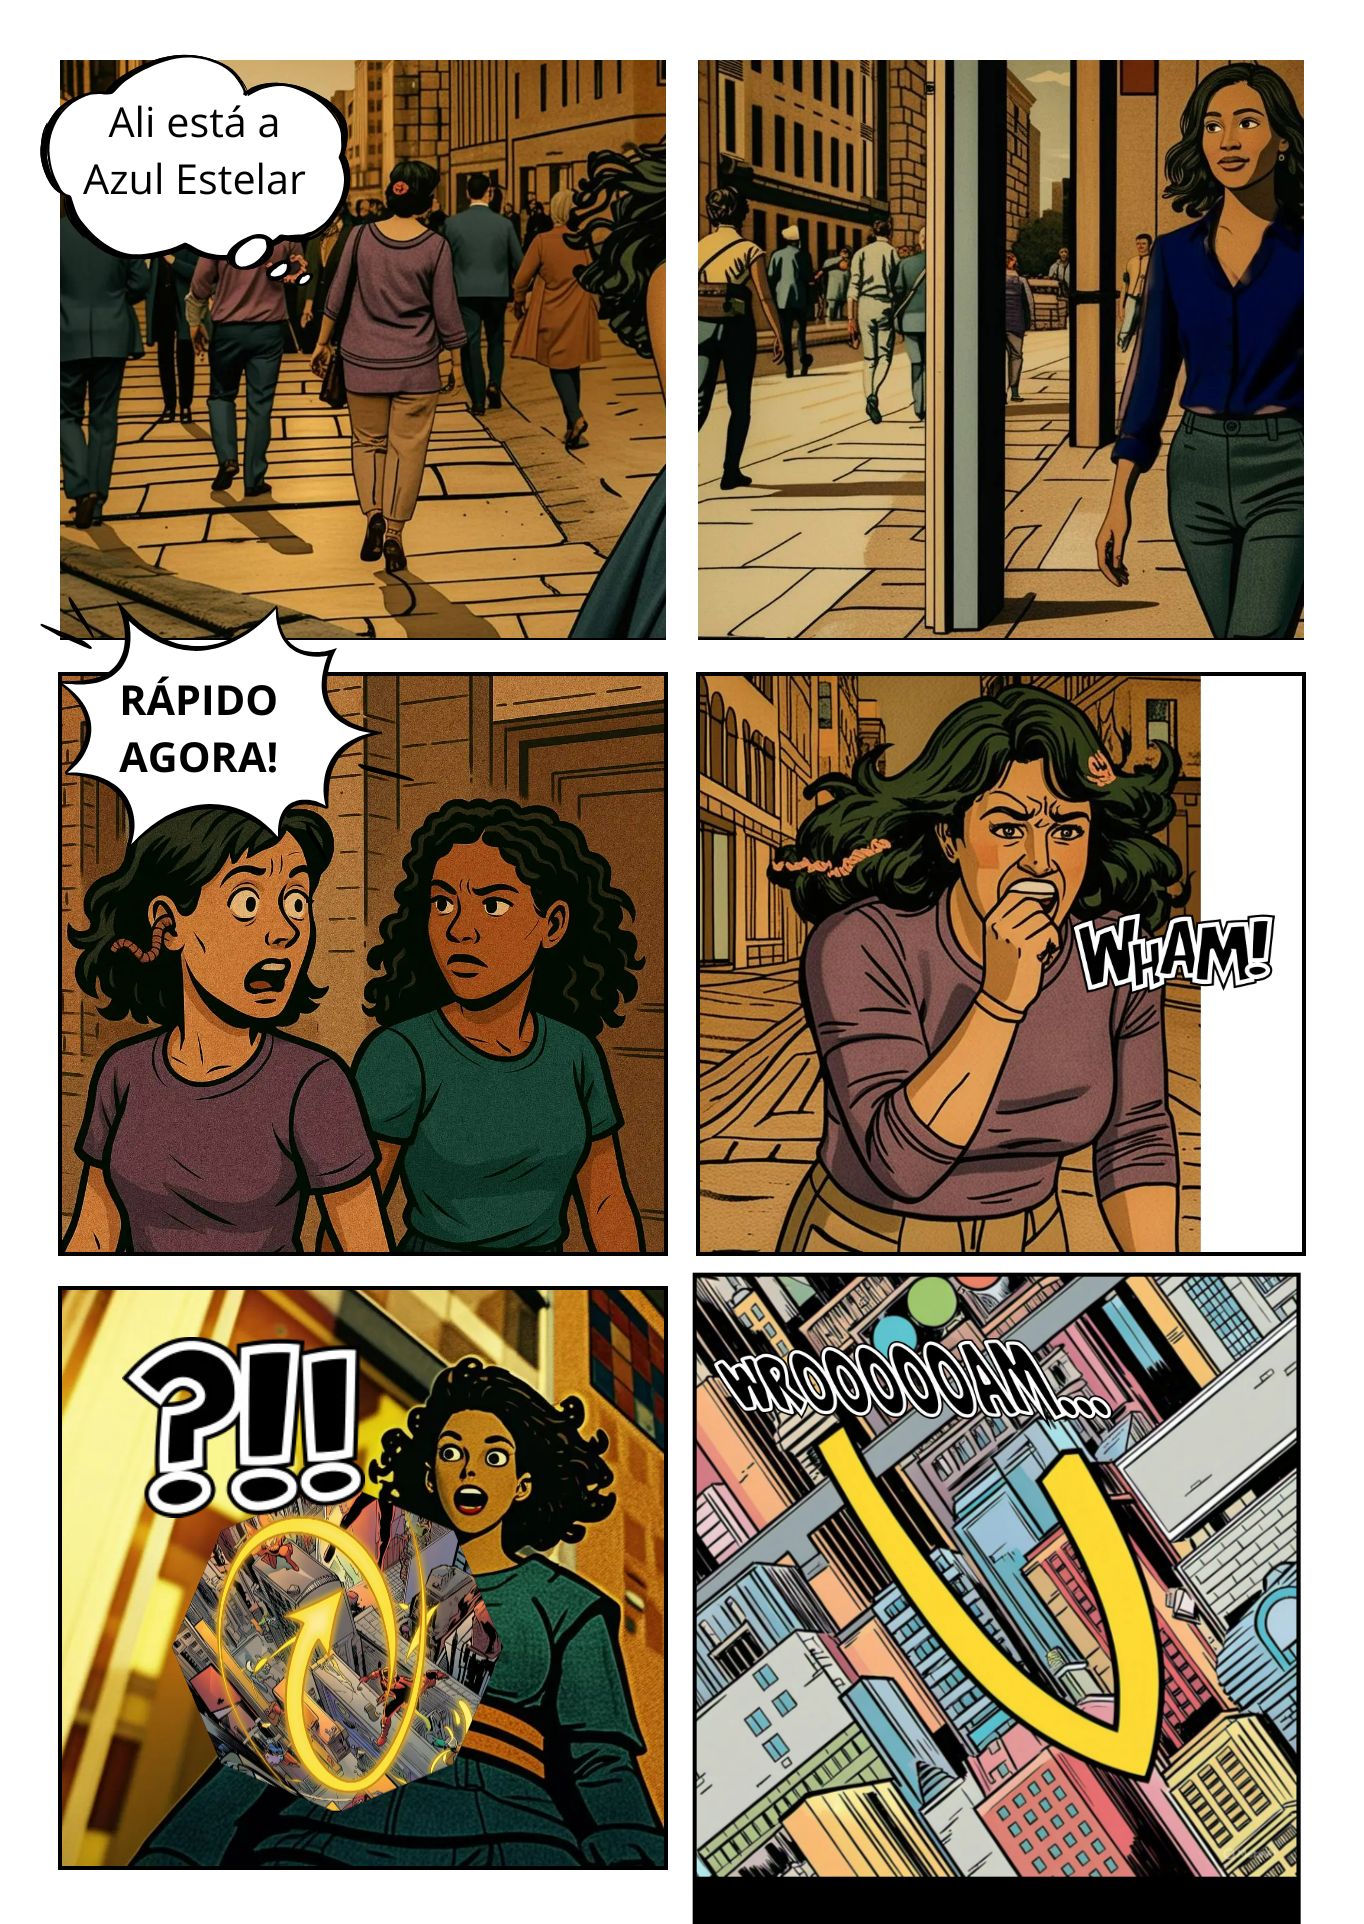 Ali está a
Azul Estelar
RÁPIDO
AGORA!
WHAM!
?!!
WROOOOOAM...